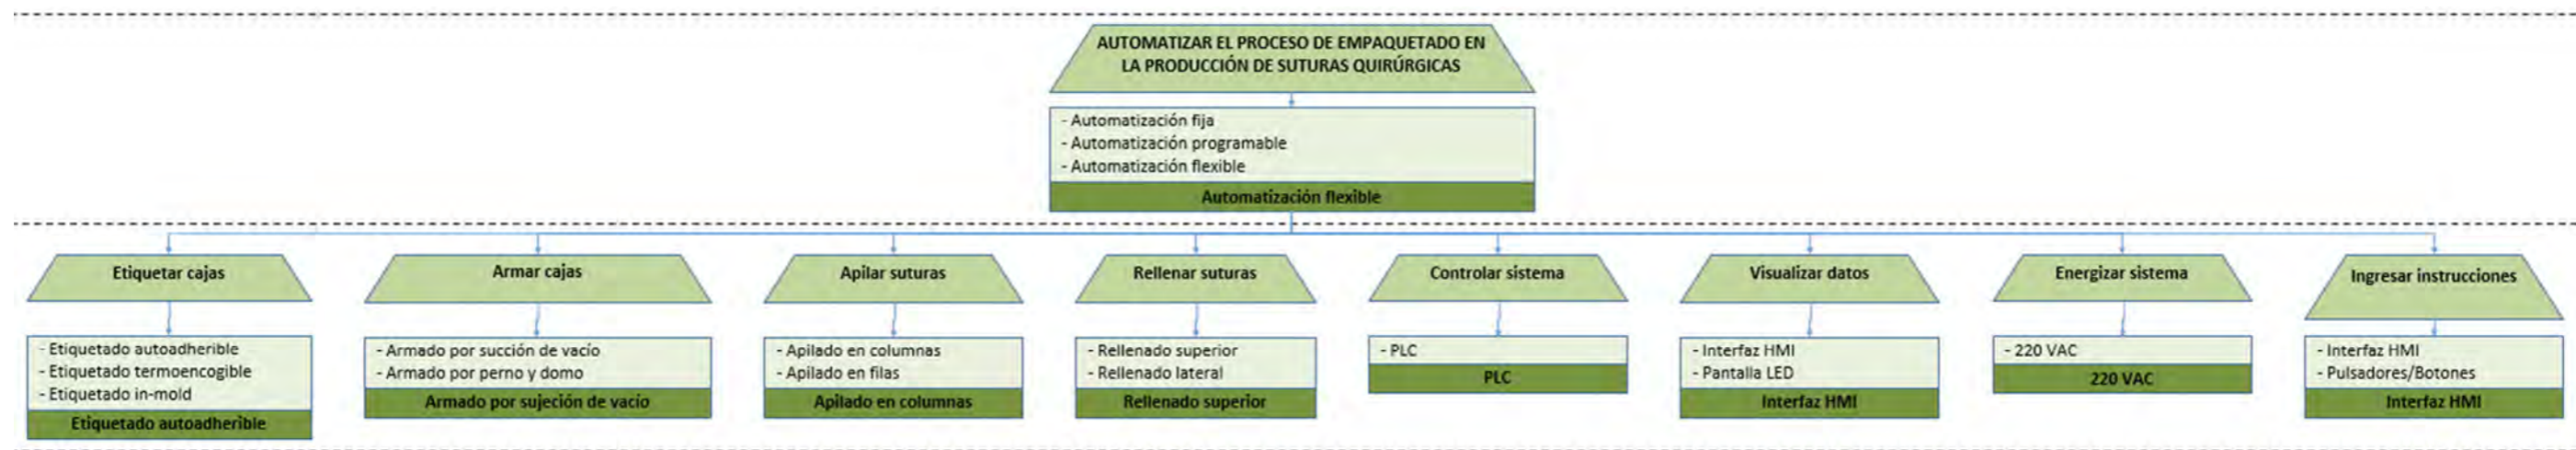 AUTOMATIZAR EL PROCESO DE EMPAQUETADO EN
LA PRODUCCIÓN DE SUTURAS QUIRÚRGICAS
- Automatización fija
- Automatización programable
- Automatización flexible
Automatización flexible
Etiquetar cajas
- Etiquetado autoadherible
- Etiquetado termoencogible
- Etiquetado in-mold
Etiquetado autoadherible
Armar cajas
- Armado por succión de vacío
- Armado por perno y domo
Armado por sujeción de vacío
Apilar suturas
- Apilado en columnas
- Apilado en filas
Apilado en columnas
Rellenar suturas
- Rellenado superior
- Rellenado lateral
Rellenado superior
Controlar sistema
- PLC
PLC
Visualizar datos
- Interfaz HMI
- Pantalla LED
Interfaz HMI
Energizar sistema
- 220 VAC
220 VAC
Ingresar instrucciones
- Interfaz HMI
- Pulsadores/Botones
Interfaz HMI